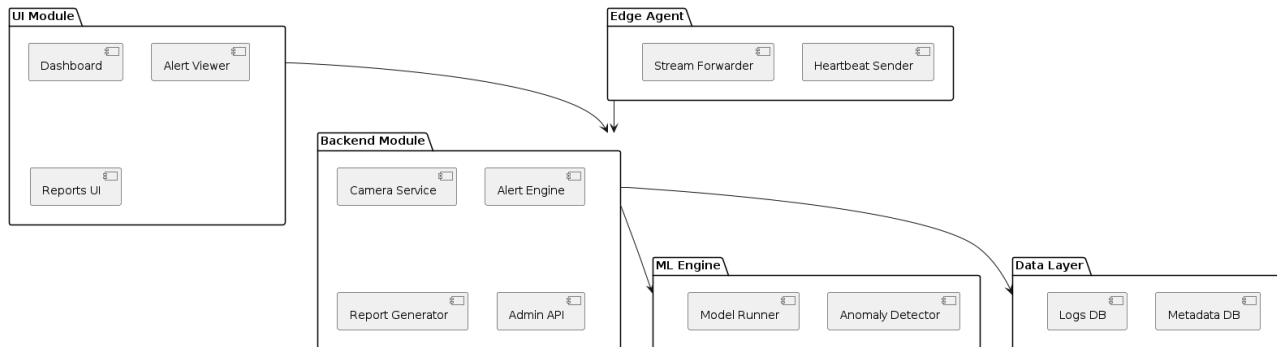 UI Module
Dashboard
Alert Viewer
Reports UI
Edge Agent
Stream Forwarder
Heartbeat Sender
Backend Module
Camera Service
Alert Engine
Report Generator
Admin API
ML Engine
Model Runner
Anomaly Detector
Data Layer
Logs DB
Metadata DB